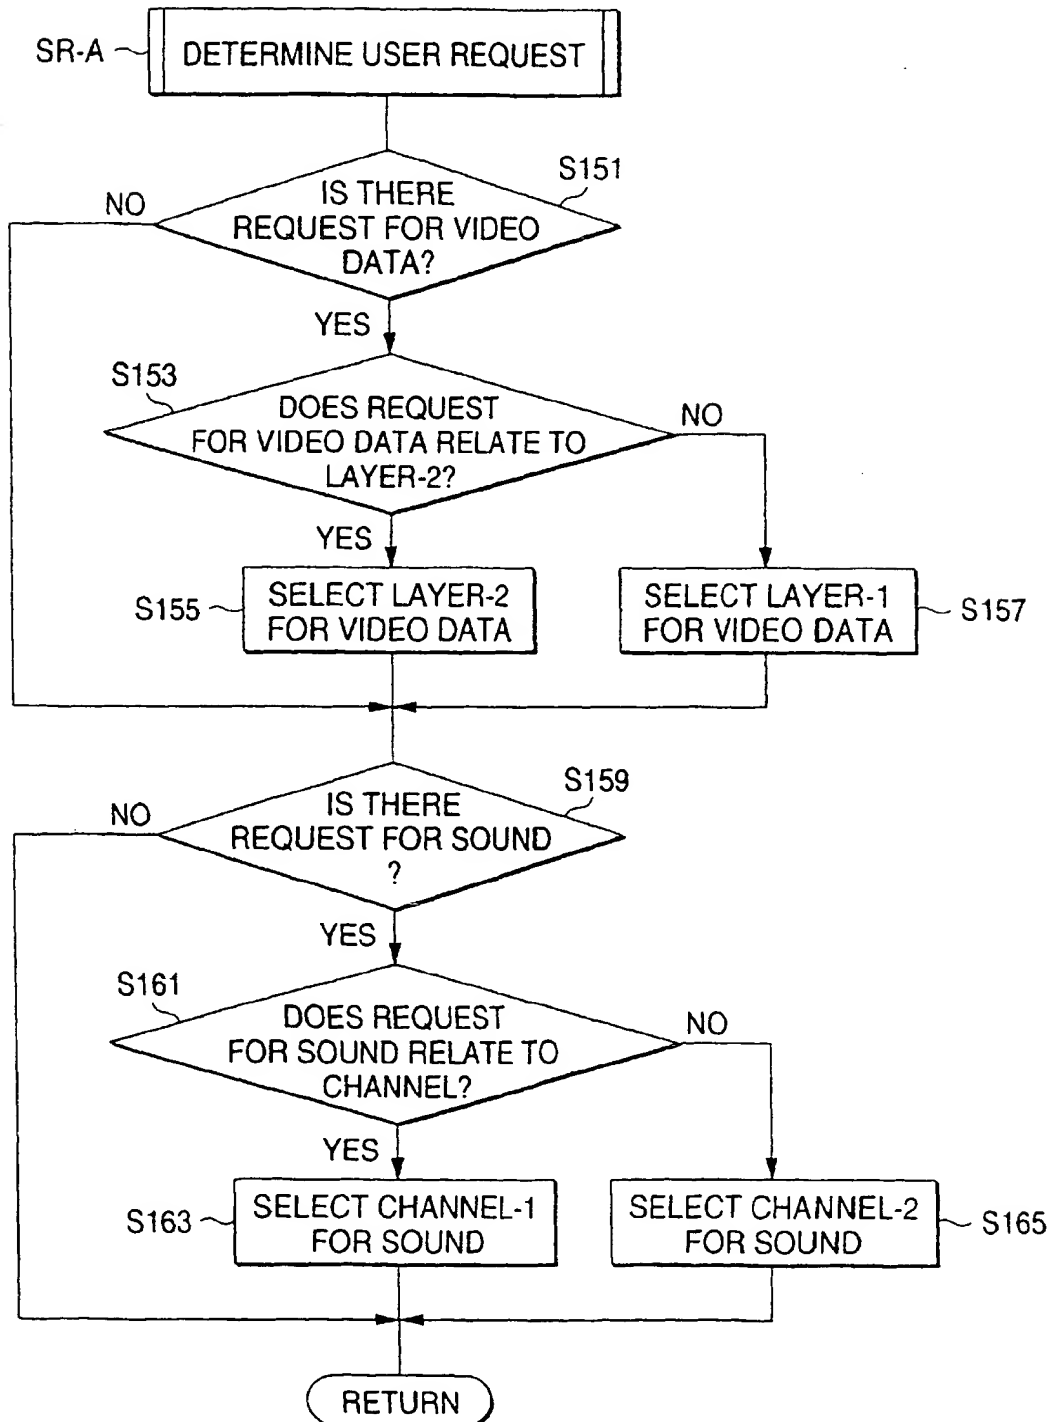 SR-A
DETERMINE USER REQUEST
S151
IS THERE
REQUEST FOR VIDEO
DATA?
NO
YES
S153
DOES REQUEST
FOR VIDEO DATA RELATE TO
LAYER-2?
NO
YES
S155
SELECT LAYER-2
FOR VIDEO DATA
SELECT LAYER-1
FOR VIDEO DATA
S157
S159
IS THERE
REQUEST FOR SOUND
?
NO
YES
S161
DOES REQUEST
FOR SOUND RELATE TO
CHANNEL?
NO
YES
S163
SELECT CHANNEL-1
FOR SOUND
SELECT CHANNEL-2
FOR SOUND
S165
RETURN